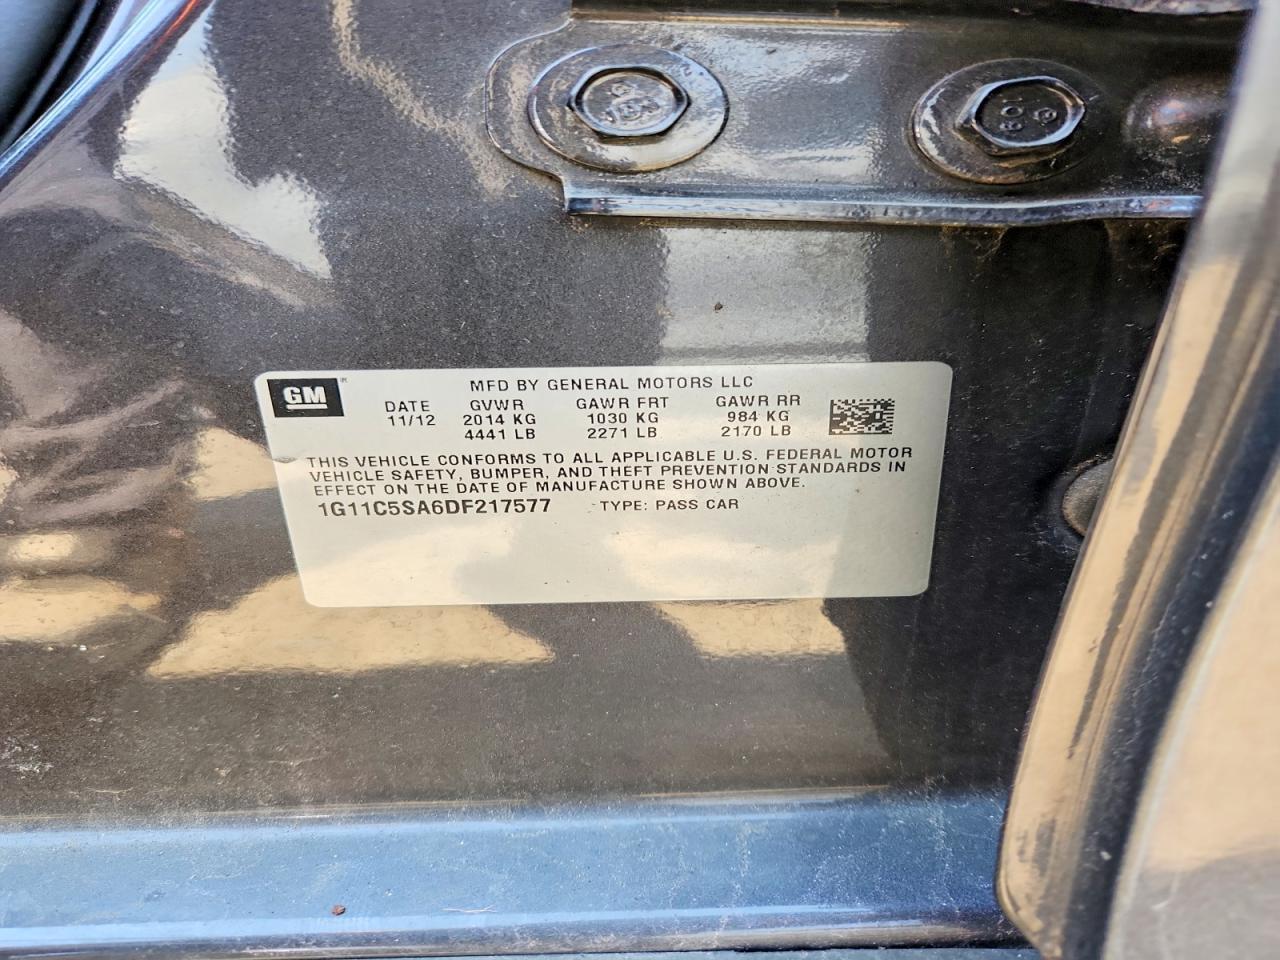 GM
MFD BY GENERAL MOTORS LLC
DATE GVWR GAWR FRT GAWR RR
11/12 2014 KG 1030 KG 984 KG
4441 LB 2271 LB 2170 LB
THIS VEHICLE CONFORMS TO ALL APPLICABLE U.S. FEDERAL MOTOR
VEHICLE SAFETY, BUMPER, AND THEFT PREVENTION STANDARDS IN
EFFECT ON THE DATE OF MANUFACTURE SHOWN ABOVE.
1G11C5SA6DF217577 TYPE: PASS CAR